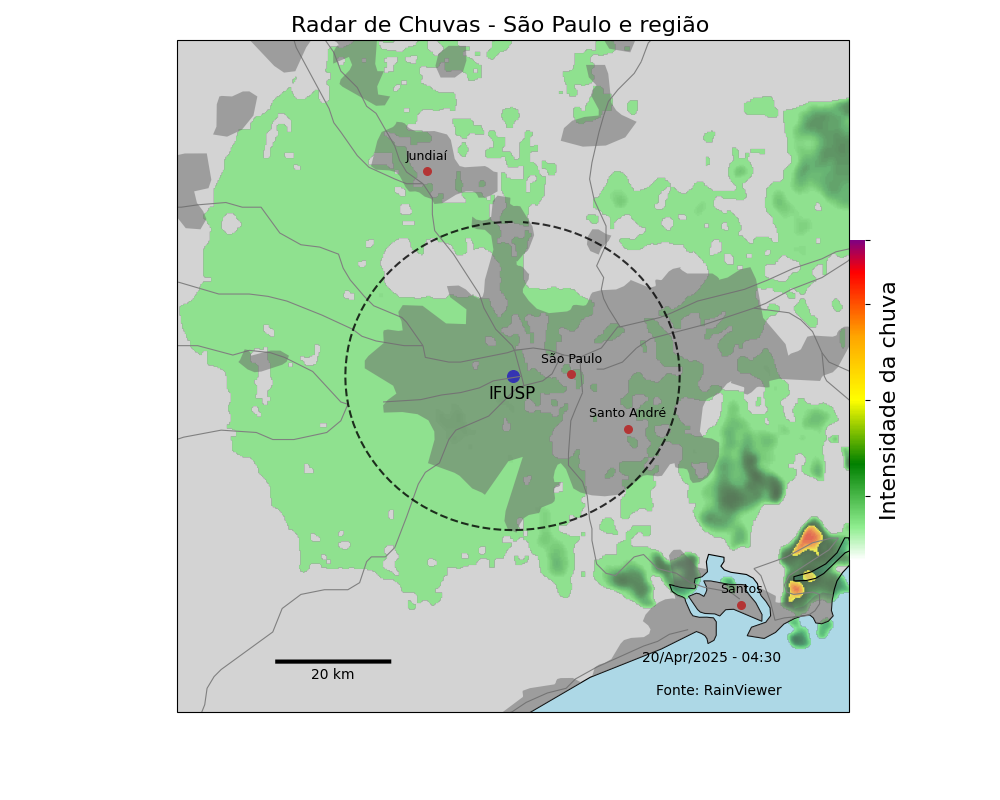 Radar de Chuvas - São Paulo e região
Jundiaí
São Paulo
IFUSP
Santo André
Intensidade da chuva
Santos
20/Apr/2025 - 04:30
20 km
Fonte: RainViewer